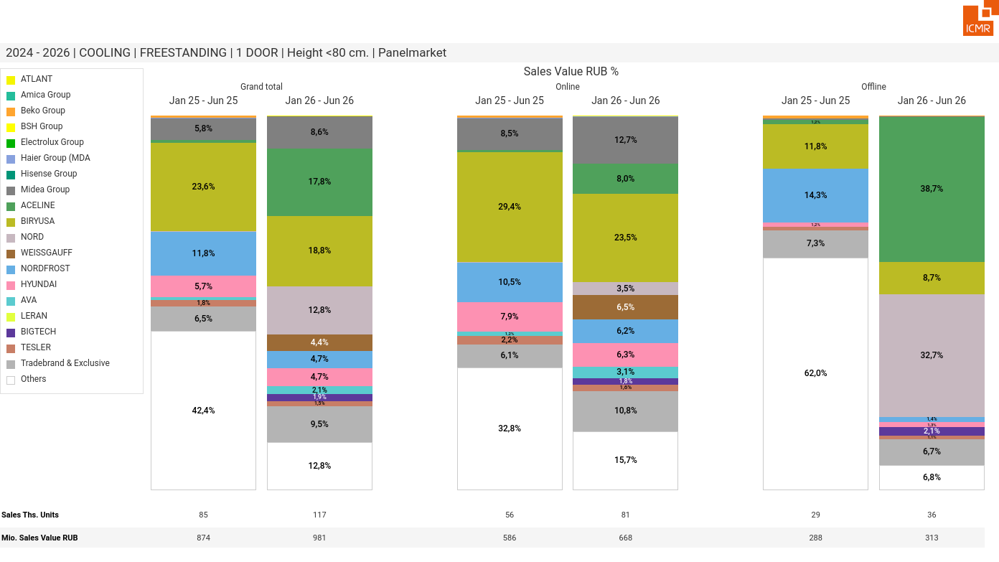 ICMR
2024 - 2026 | COOLING | FREESTANDING | 1 DOOR | Height <80 cm. | Panelmarket
ATLANT
Amica Group
Beko Group
BSH Group
Electrolux Group
Haier Group (MDA
Hisense Group
Midea Group
ACELINE
BIRYUSA
NORD
WEISSGAUFF
NORDFROST
HYUNDAI
AVA
LERAN
BIGTECH
TESLER
Tradebrand & Exclusive
Others
Sales Value RUB %
Grand total Online Offline
Jan 25 - Jun 25 Jan 26 - Jun 26 Jan 25 - Jun 25 Jan 26 - Jun 26 Jan 25 - Jun 25 Jan 26 - Jun 26
5,8%
23,6%
11,8%
5,7%
1,8%
6,5%
42,4%
8,6%
17,8%
18,8%
12,8%
4,4%
4,7%
4,7%
2,1%
1,9%
1,5%
9,5%
12,8%
8,5%
29,4%
10,5%
7,9%
1,2%
2,2%
6,1%
32,8%
12,7%
8,0%
23,5%
3,5%
6,5%
6,2%
6,3%
3,1%
1,8%
1,6%
10,8%
15,7%
1,2%
11,8%
14,3%
1,2%
7,3%
62,0%
38,7%
8,7%
32,7%
1,4%
1,3%
2,1%
1,1%
6,7%
6,8%
Sales Ths. Units 85 117 56 81 29 36
Mio. Sales Value RUB 874 981 586 668 288 313